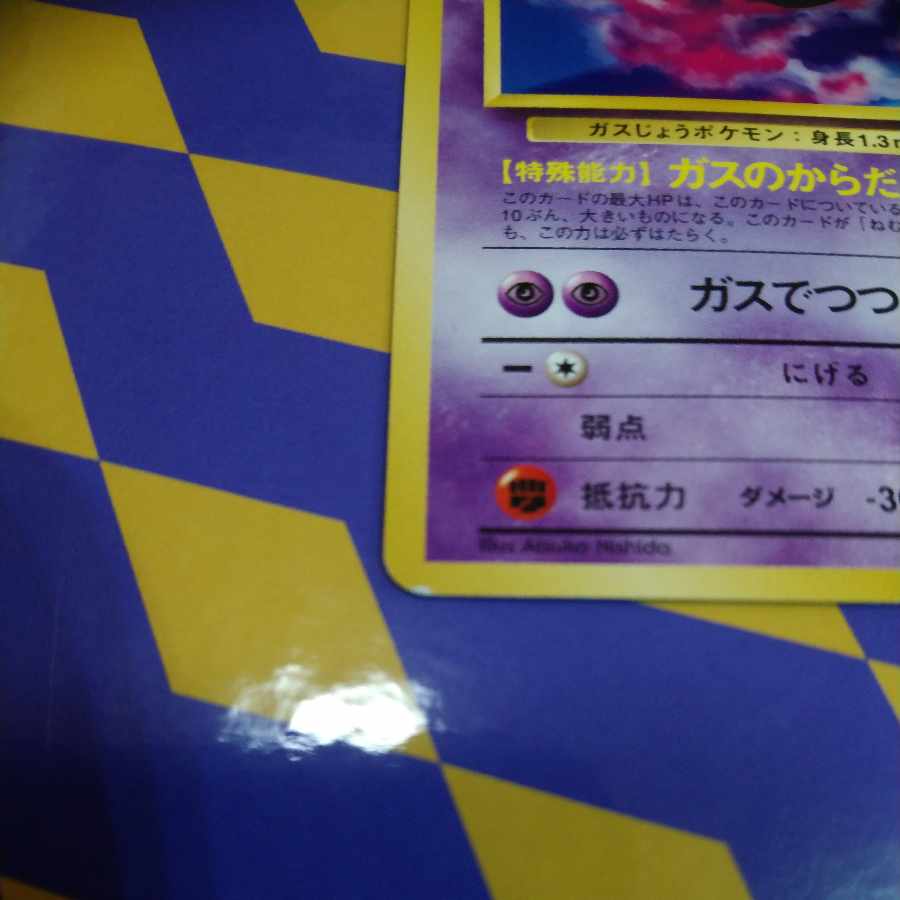 ガスじょうポケモン：身長1.3m
【特殊能力】ガスのからだ
このカードの最大HPは、このカードについている
10ぶん、大きいものになる。このカードが「ねむ
も、この力は必ずはたらく。
ガスでつつ
にげる
弱点
抵抗力 ダメージ -30
Illus. Atsuko Nishida